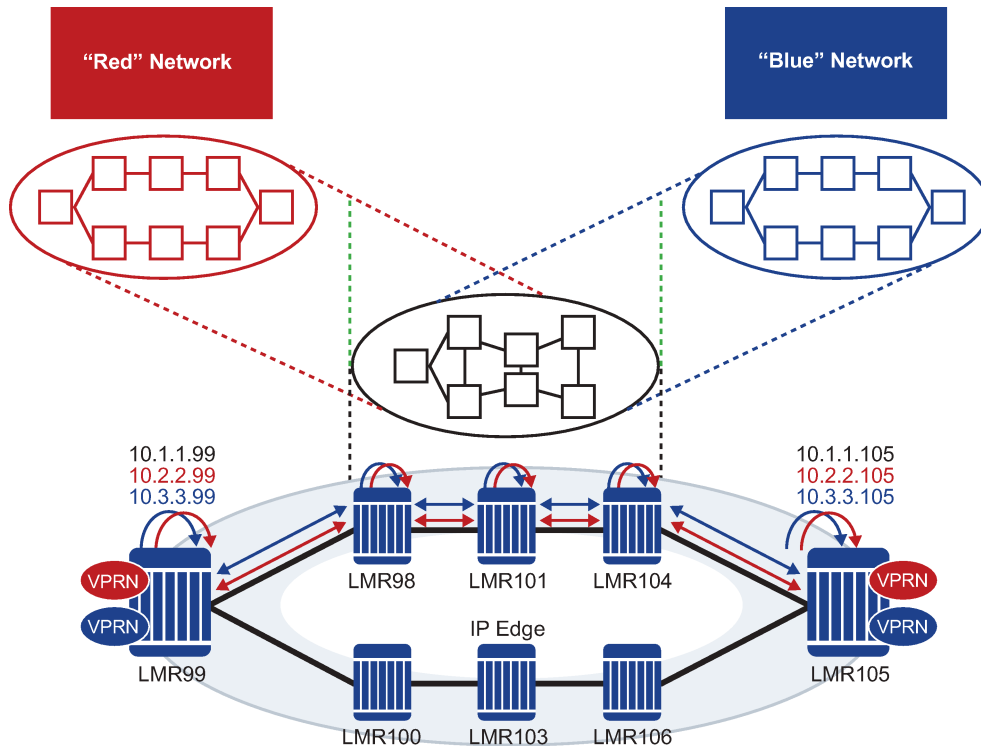 “Red” Network
“Blue” Network
10.1.1.99
10.2.2.99
10.3.3.99
10.1.1.105
10.2.2.105
10.3.3.105
VPRN
VPRN
LMR99
LMR98
LMR101
LMR104
VPRN
VPRN
LMR105
IP Edge
LMR100
LMR103
LMR106